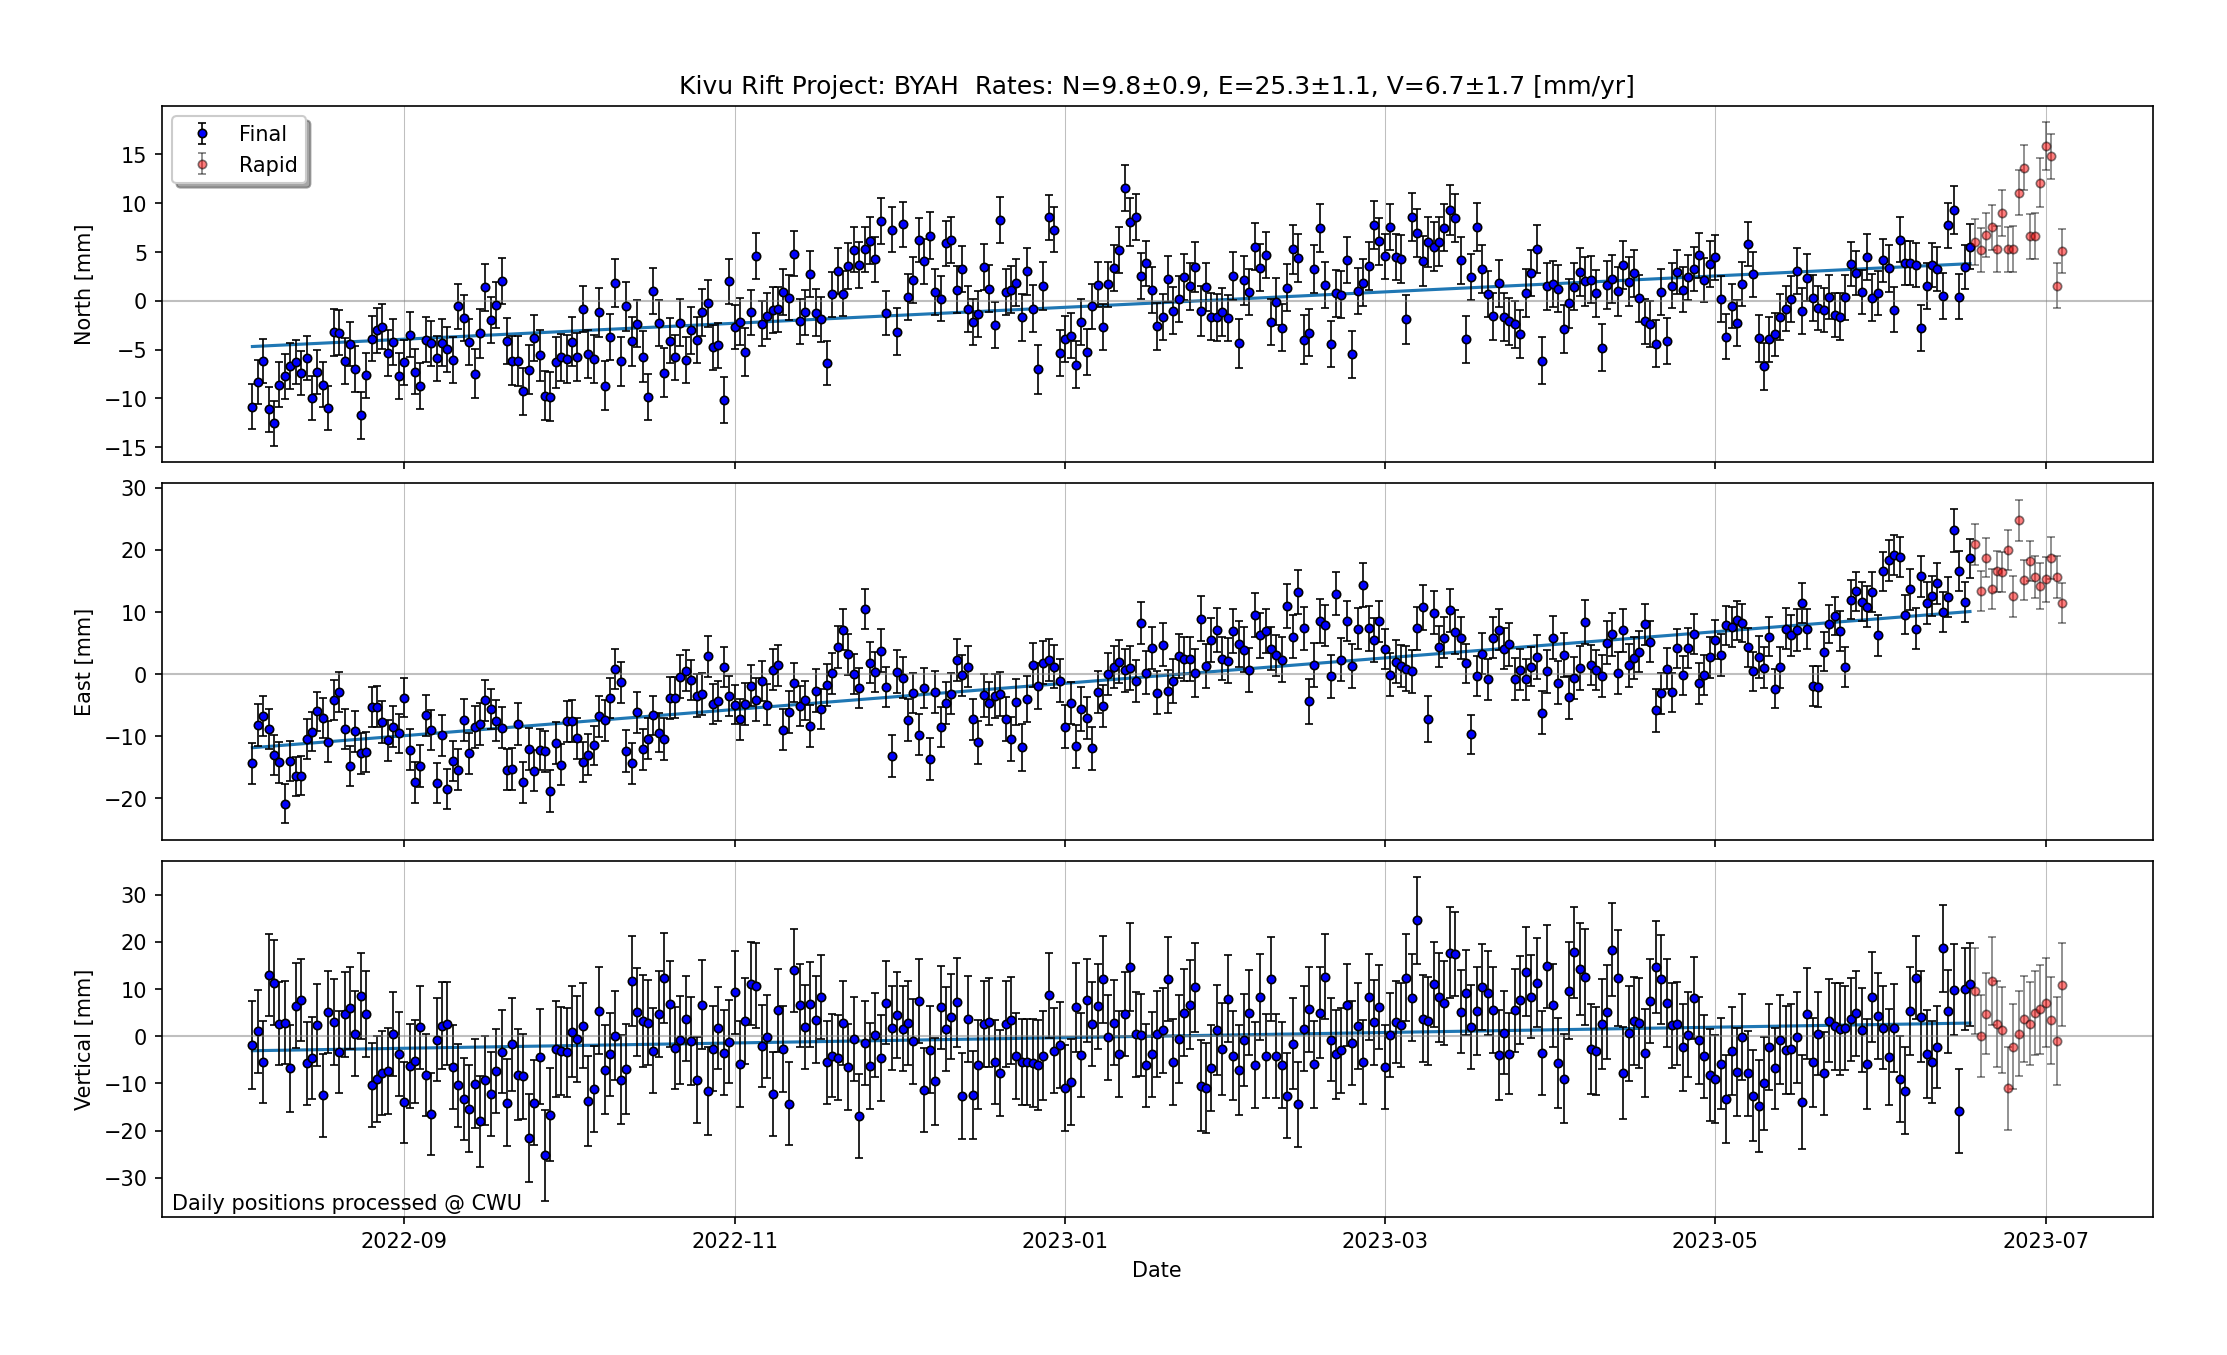 Kivu Rift Project: BYAH  Rates: N=9.8±0.9, E=25.3±1.1, V=6.7±1.7 [mm/yr]
Final
Rapid
North [mm]
15
10
5
0
−5
−10
−15
East [mm]
30
20
10
0
−10
−20
Vertical [mm]
30
20
10
0
−10
−20
−30
Daily positions processed @ CWU
2022-09 2022-11 2023-01 2023-03 2023-05 2023-07
Date